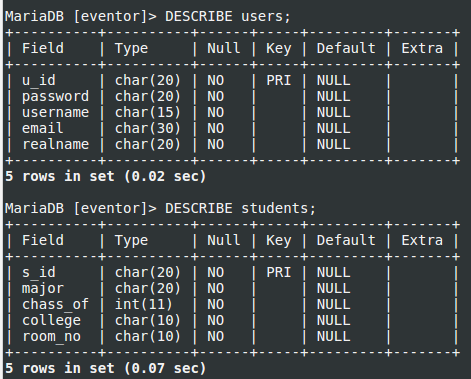 MariaDB [eventor]> DESCRIBE users;
+----------+----------+------+-----+---------+-------+
| Field    | Type     | Null | Key | Default | Extra |
+----------+----------+------+-----+---------+-------+
| u_id     | char(20) | NO   | PRI | NULL    |       |
| password | char(20) | NO   |     | NULL    |       |
| username | char(15) | NO   |     | NULL    |       |
| email    | char(30) | NO   |     | NULL    |       |
| realname | char(20) | NO   |     | NULL    |       |
+----------+----------+------+-----+---------+-------+
5 rows in set (0.02 sec)
MariaDB [eventor]> DESCRIBE students;
+----------+----------+------+-----+---------+-------+
| Field    | Type     | Null | Key | Default | Extra |
+----------+----------+------+-----+---------+-------+
| s_id     | char(20) | NO   | PRI | NULL    |       |
| major    | char(20) | NO   |     | NULL    |       |
| chass_of | int(11)  | NO   |     | NULL    |       |
| college  | char(10) | NO   |     | NULL    |       |
| room_no  | char(10) | NO   |     | NULL    |       |
+----------+----------+------+-----+---------+-------+
5 rows in set (0.07 sec)